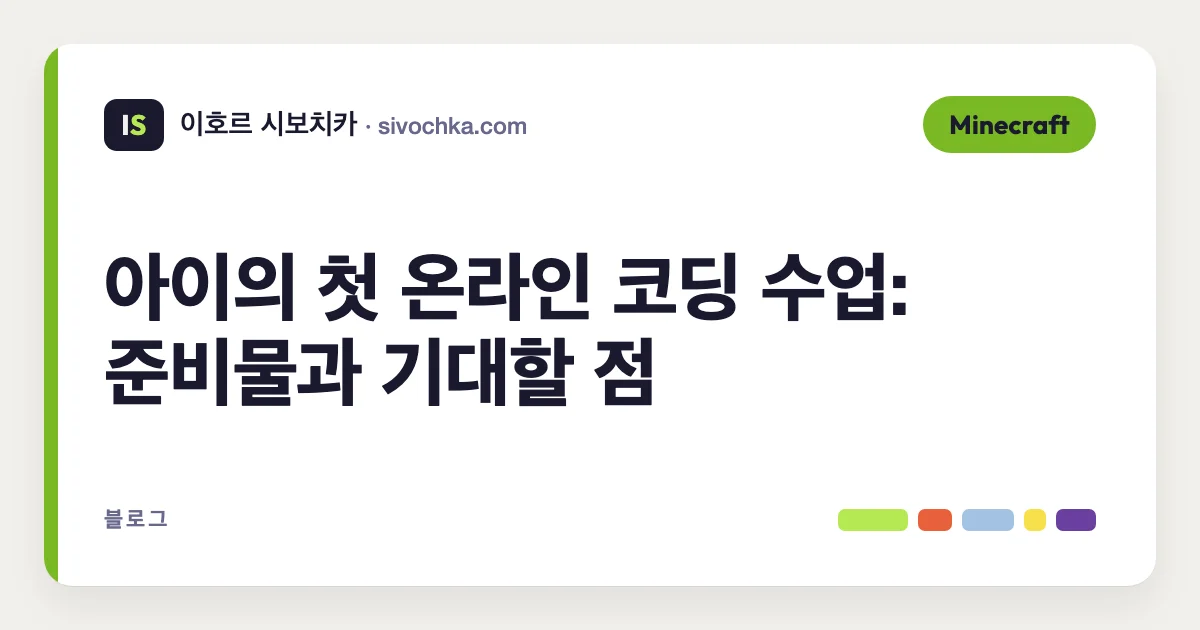 IS 이호르 시보치카 · sivochka.com
Minecraft
아이의 첫 온라인 코딩 수업:
준비물과 기대할 점
블로그